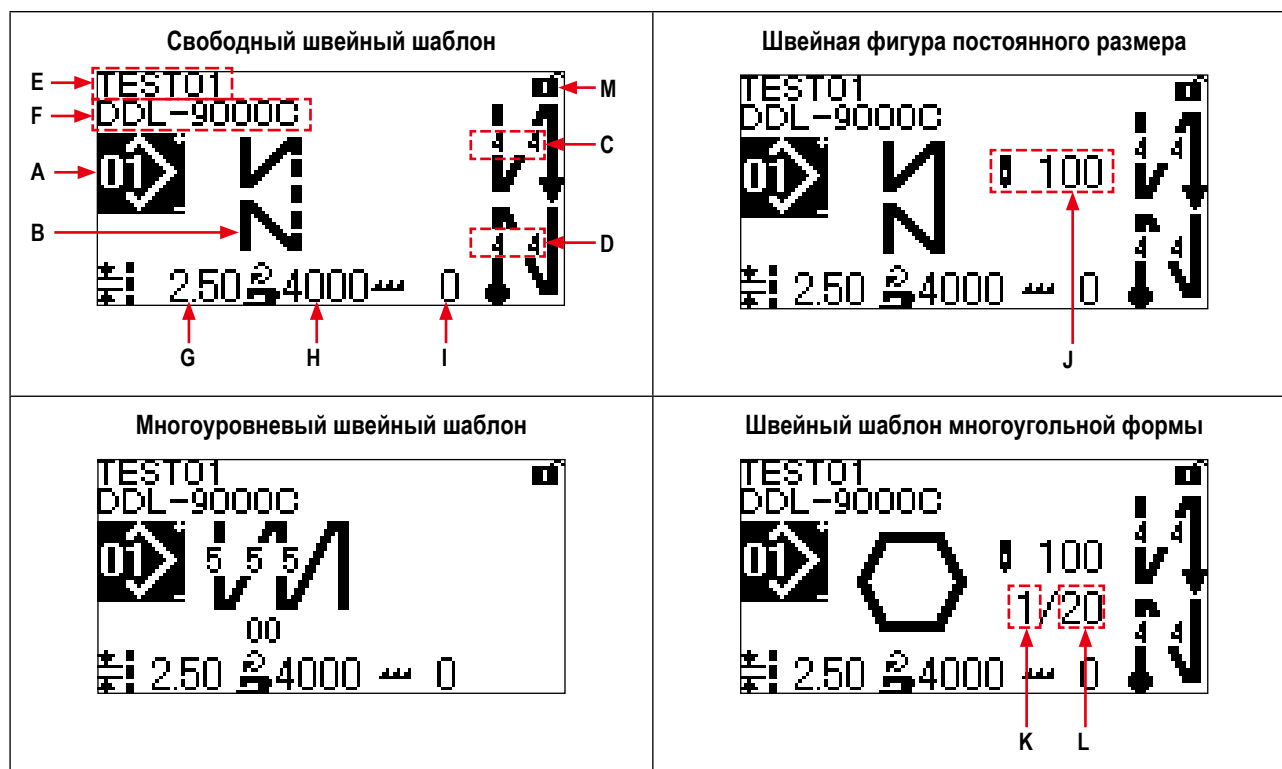 Свободный швейный шаблон
E
TEST01
M
F
DDL-9000C
A
01
4 4
C
B
4 4
D
2.50 4000 0
G
H
I
Швейная фигура постоянного размера
TEST01
DDL-9000C
01
100
4 4
4 4
2.50 4000 0
J
Многоуровневый швейный шаблон
TEST01
DDL-9000C
01
5 5 5
00
2.50 4000 0
Швейный шаблон многоугольной формы
TEST01
DDL-9000C
01
100
4 4
1/20
4 4
2.50 4000 0
K
L